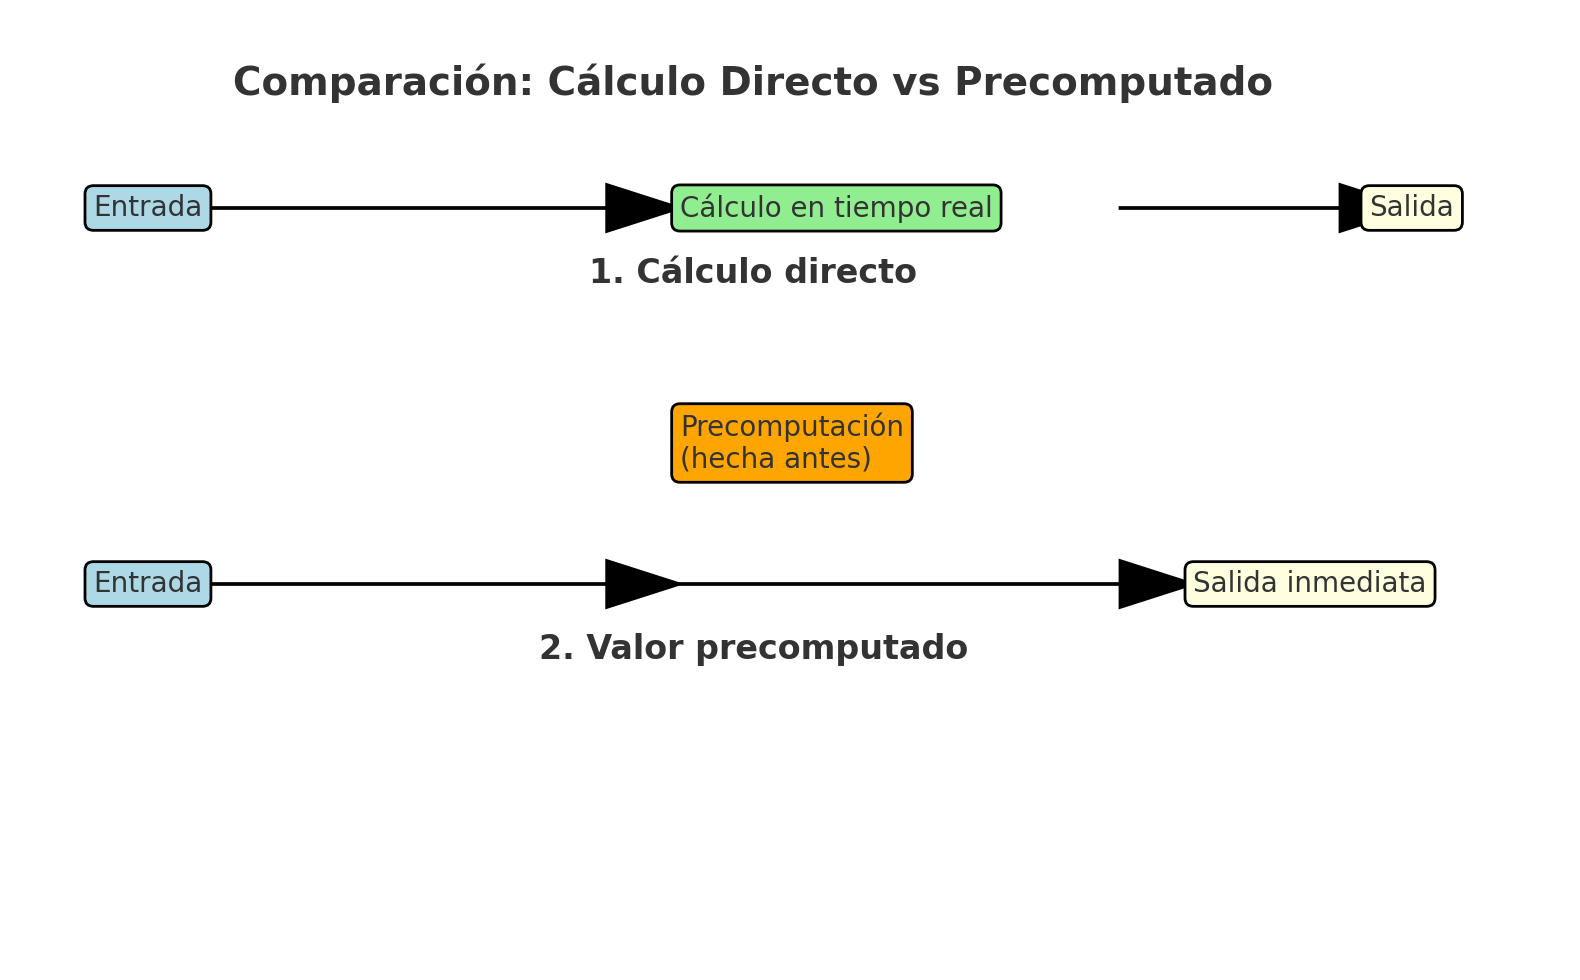 Comparación: Cálculo Directo vs Precomputado
Entrada
Cálculo en tiempo real
Salida
1. Cálculo directo
Precomputación
(hecha antes)
Entrada
Salida inmediata
2. Valor precomputado